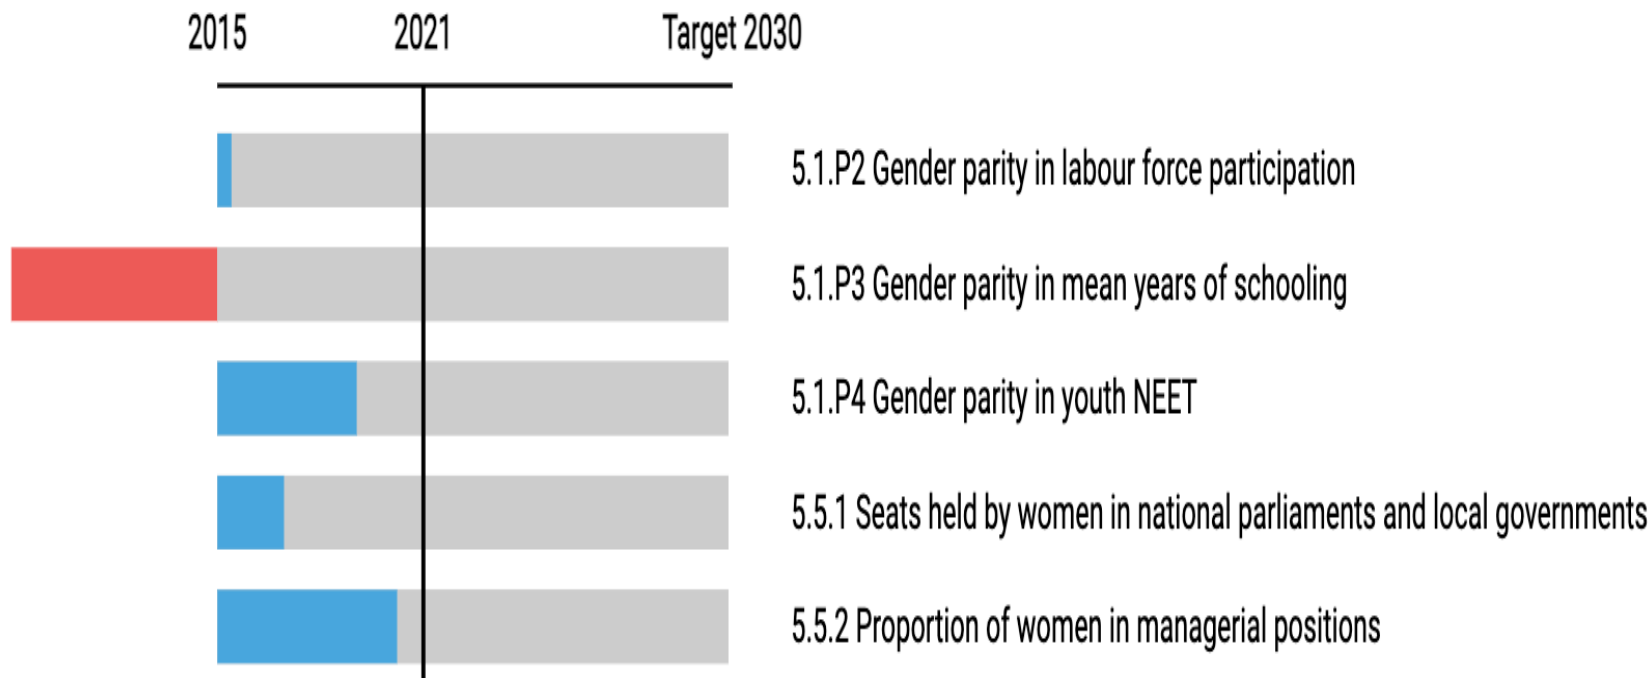 2015 2021 Target 2030
5.1.P2 Gender parity in labour force participation
5.1.P3 Gender parity in mean years of schooling
5.1.P4 Gender parity in youth NEET
5.5.1 Seats held by women in national parliaments and local governments
5.5.2 Proportion of women in managerial positions